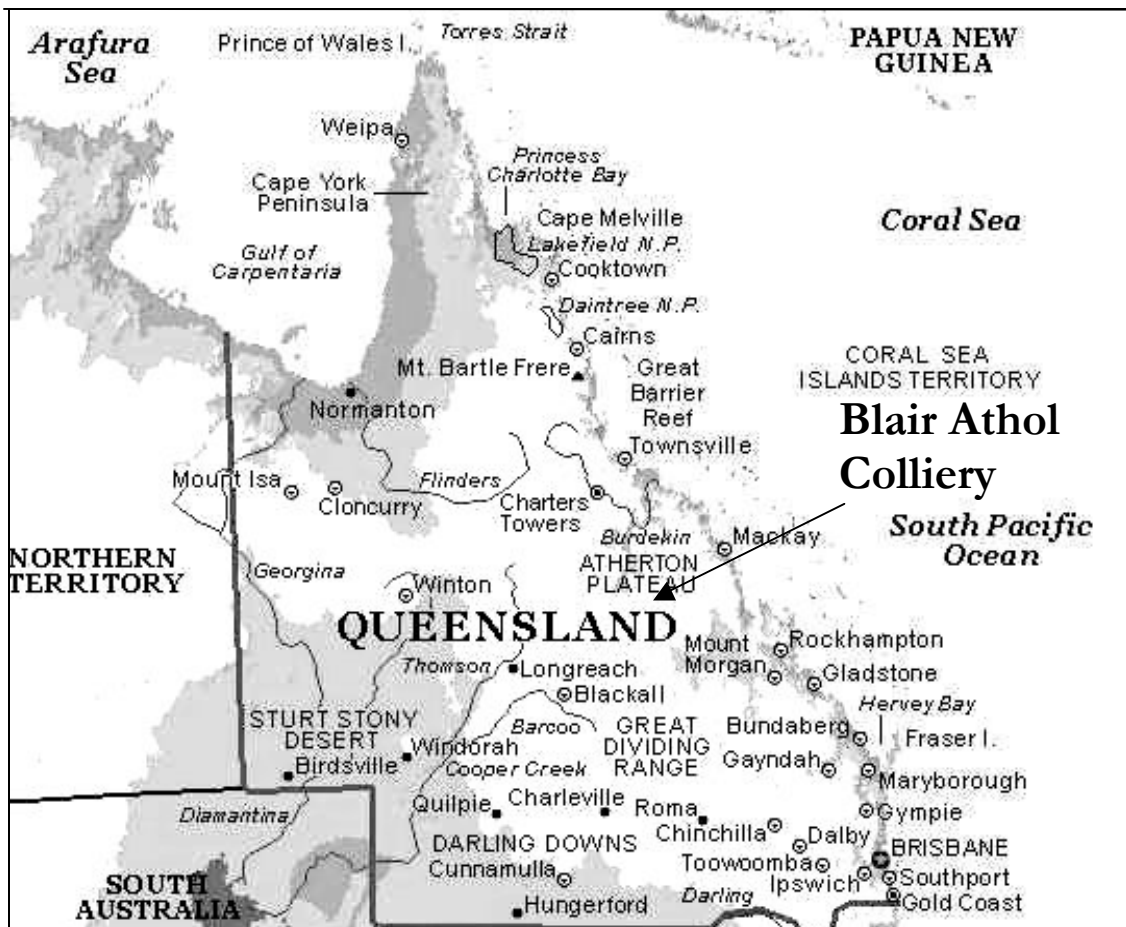 Arafura
Sea
Prince of Wales I.
Torres Strait
PAPUA NEW
GUINEA
Weipa
Princess
Charlotte Bay
Cape York
Peninsula
Cape Melville
Lakefield N.P.
Coral Sea
Gulf of
Carpentaria
Cooktown
Daintree N.P.
Cairns
Mt. Bartle Frere
Great
Barrier
Reef
CORAL SEA
ISLANDS TERRITORY
Normanton
Blair Athol
Colliery
Townsville
Mount Isa
Cloncurry
Flinders
Charters
Towers
Burdekin
Mackay
South Pacific
Ocean
NORTHERN
TERRITORY
Georgina
Winton
ATHERTON
PLATEAU
QUEENSLAND
Mount
Morgan
Rockhampton
Thomson
Longreach
Gladstone
Blackall
Hervey Bay
STURT STONY
DESERT
Barcoo
GREAT
DIVIDING
RANGE
Bundaberg
Fraser I.
Windorah
Birdsville
Cooper Creek
Gayndah
Maryborough
Diamantina
Quilpie
Charleville
Roma
Gympie
Chinchilla
Dalby
DARLING DOWNS
BRISBANE
Cunnamulla
Toowoomba
Ipswich
Southport
SOUTH
AUSTRALIA
Hungerford
Darling
Gold Coast